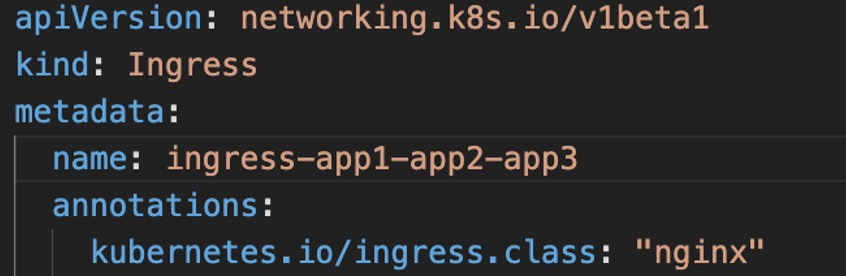 apiVersion: networking.k8s.io/v1beta1
kind: Ingress
metadata:
  name: ingress-app1-app2-app3
  annotations:
    kubernetes.io/ingress.class: "nginx"